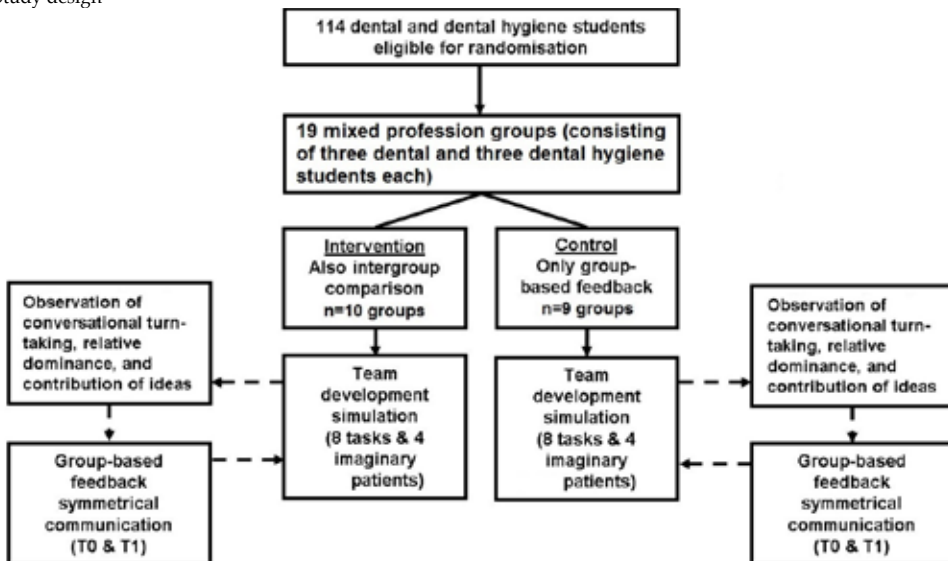 Study design
114 dental and dental hygiene students
eligible for randomisation
19 mixed profession groups (consisting
of three dental and three dental hygiene
students each)
Intervention
Also intergroup
comparison
n=10 groups
Control
Only group-
based feedback
n=9 groups
Observation of
conversational turn-
taking, relative
dominance, and
contribution of ideas
Team
development
simulation
(8 tasks & 4
imaginary
patients)
Team
development
simulation
(8 tasks & 4
imaginary
patients)
Observation of
conversational turn-
taking, relative
dominance, and
contribution of ideas
Group-based
feedback
symmetrical
communication
(T0 & T1)
Group-based
feedback
symmetrical
communication
(T0 & T1)